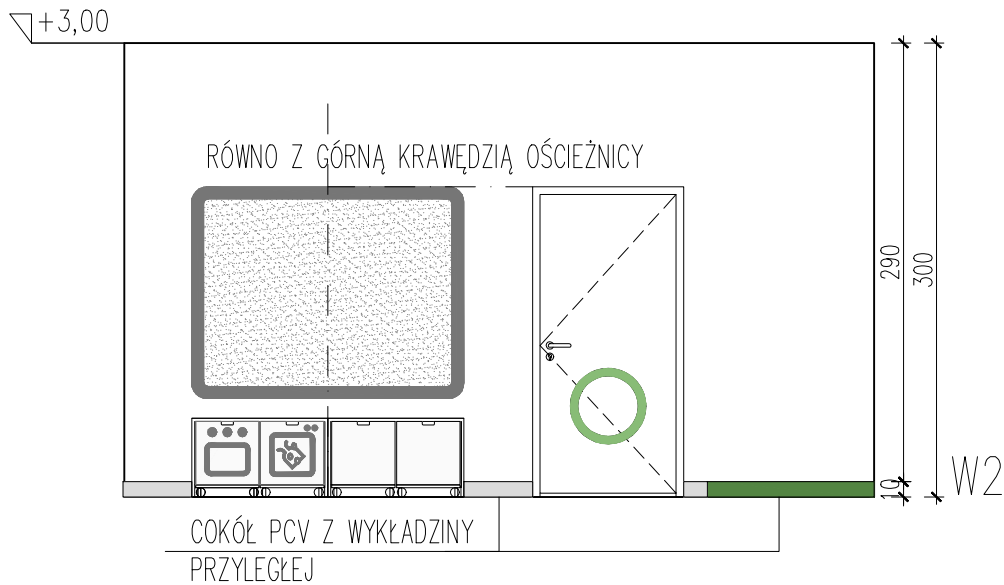 +3,00
RÓWNO Z GÓRNĄ KRAWĘDZIĄ OŚCIEŻNICY
290
300
10
W2
COKÓŁ PCV Z WYKŁADZINY
PRZYLEGŁEJ